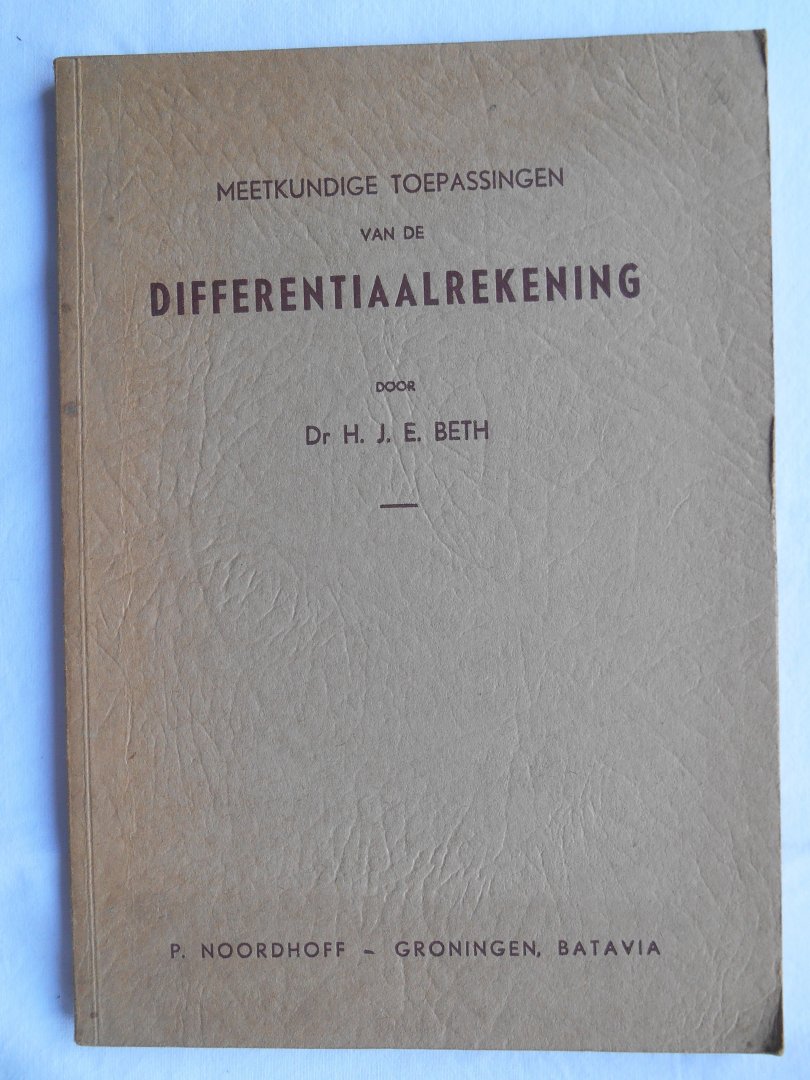 MEETKUNDIGE TOEPASSINGEN
VAN DE
DIFFERENTIAALREKENING
DOOR
Dr H. J. E. BETH
P. NOORDHOFF – GRONINGEN, BATAVIA